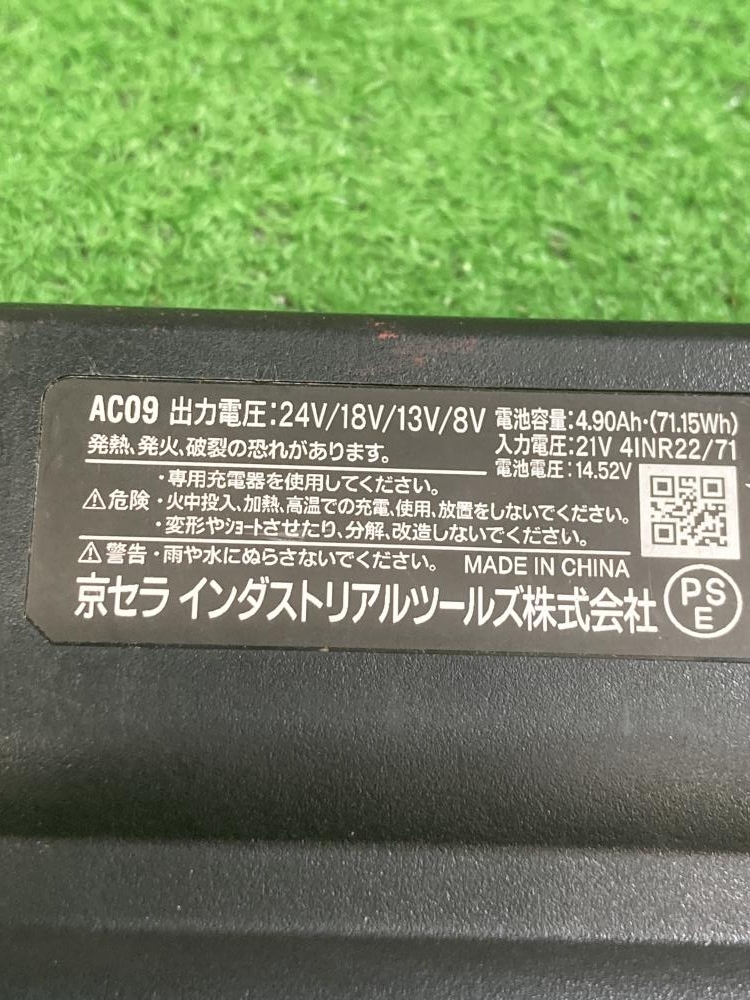 AC09 出力電圧:24V/18V/13V/8V 電池容量:4.90Ah・(71.15Wh)
発熱、発火、破裂の恐れがあります。 入力電圧:21V 4INR22/71
電池電圧:14.52V
・専用充電器を使用してください。
⚠危険・火中投入、加熱、高温での充電、使用、放置をしないでください。
・変形やショートさせたり、分解、改造しないでください。
⚠警告・雨や水にぬらさないでください。 MADE IN CHINA
京セラ インダストリアルツールズ株式会社 PSE